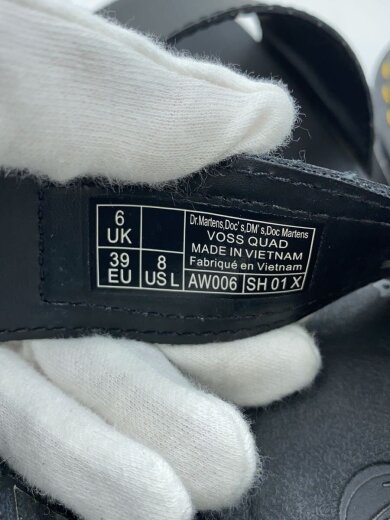 6
UK
39
EU
8
US L
Dr.Martens,Doc's,DM's,Doc Martens
VOSS QUAD
MADE IN VIETNAM
Fabriqué en Vietnam
AW006
SH 01 X